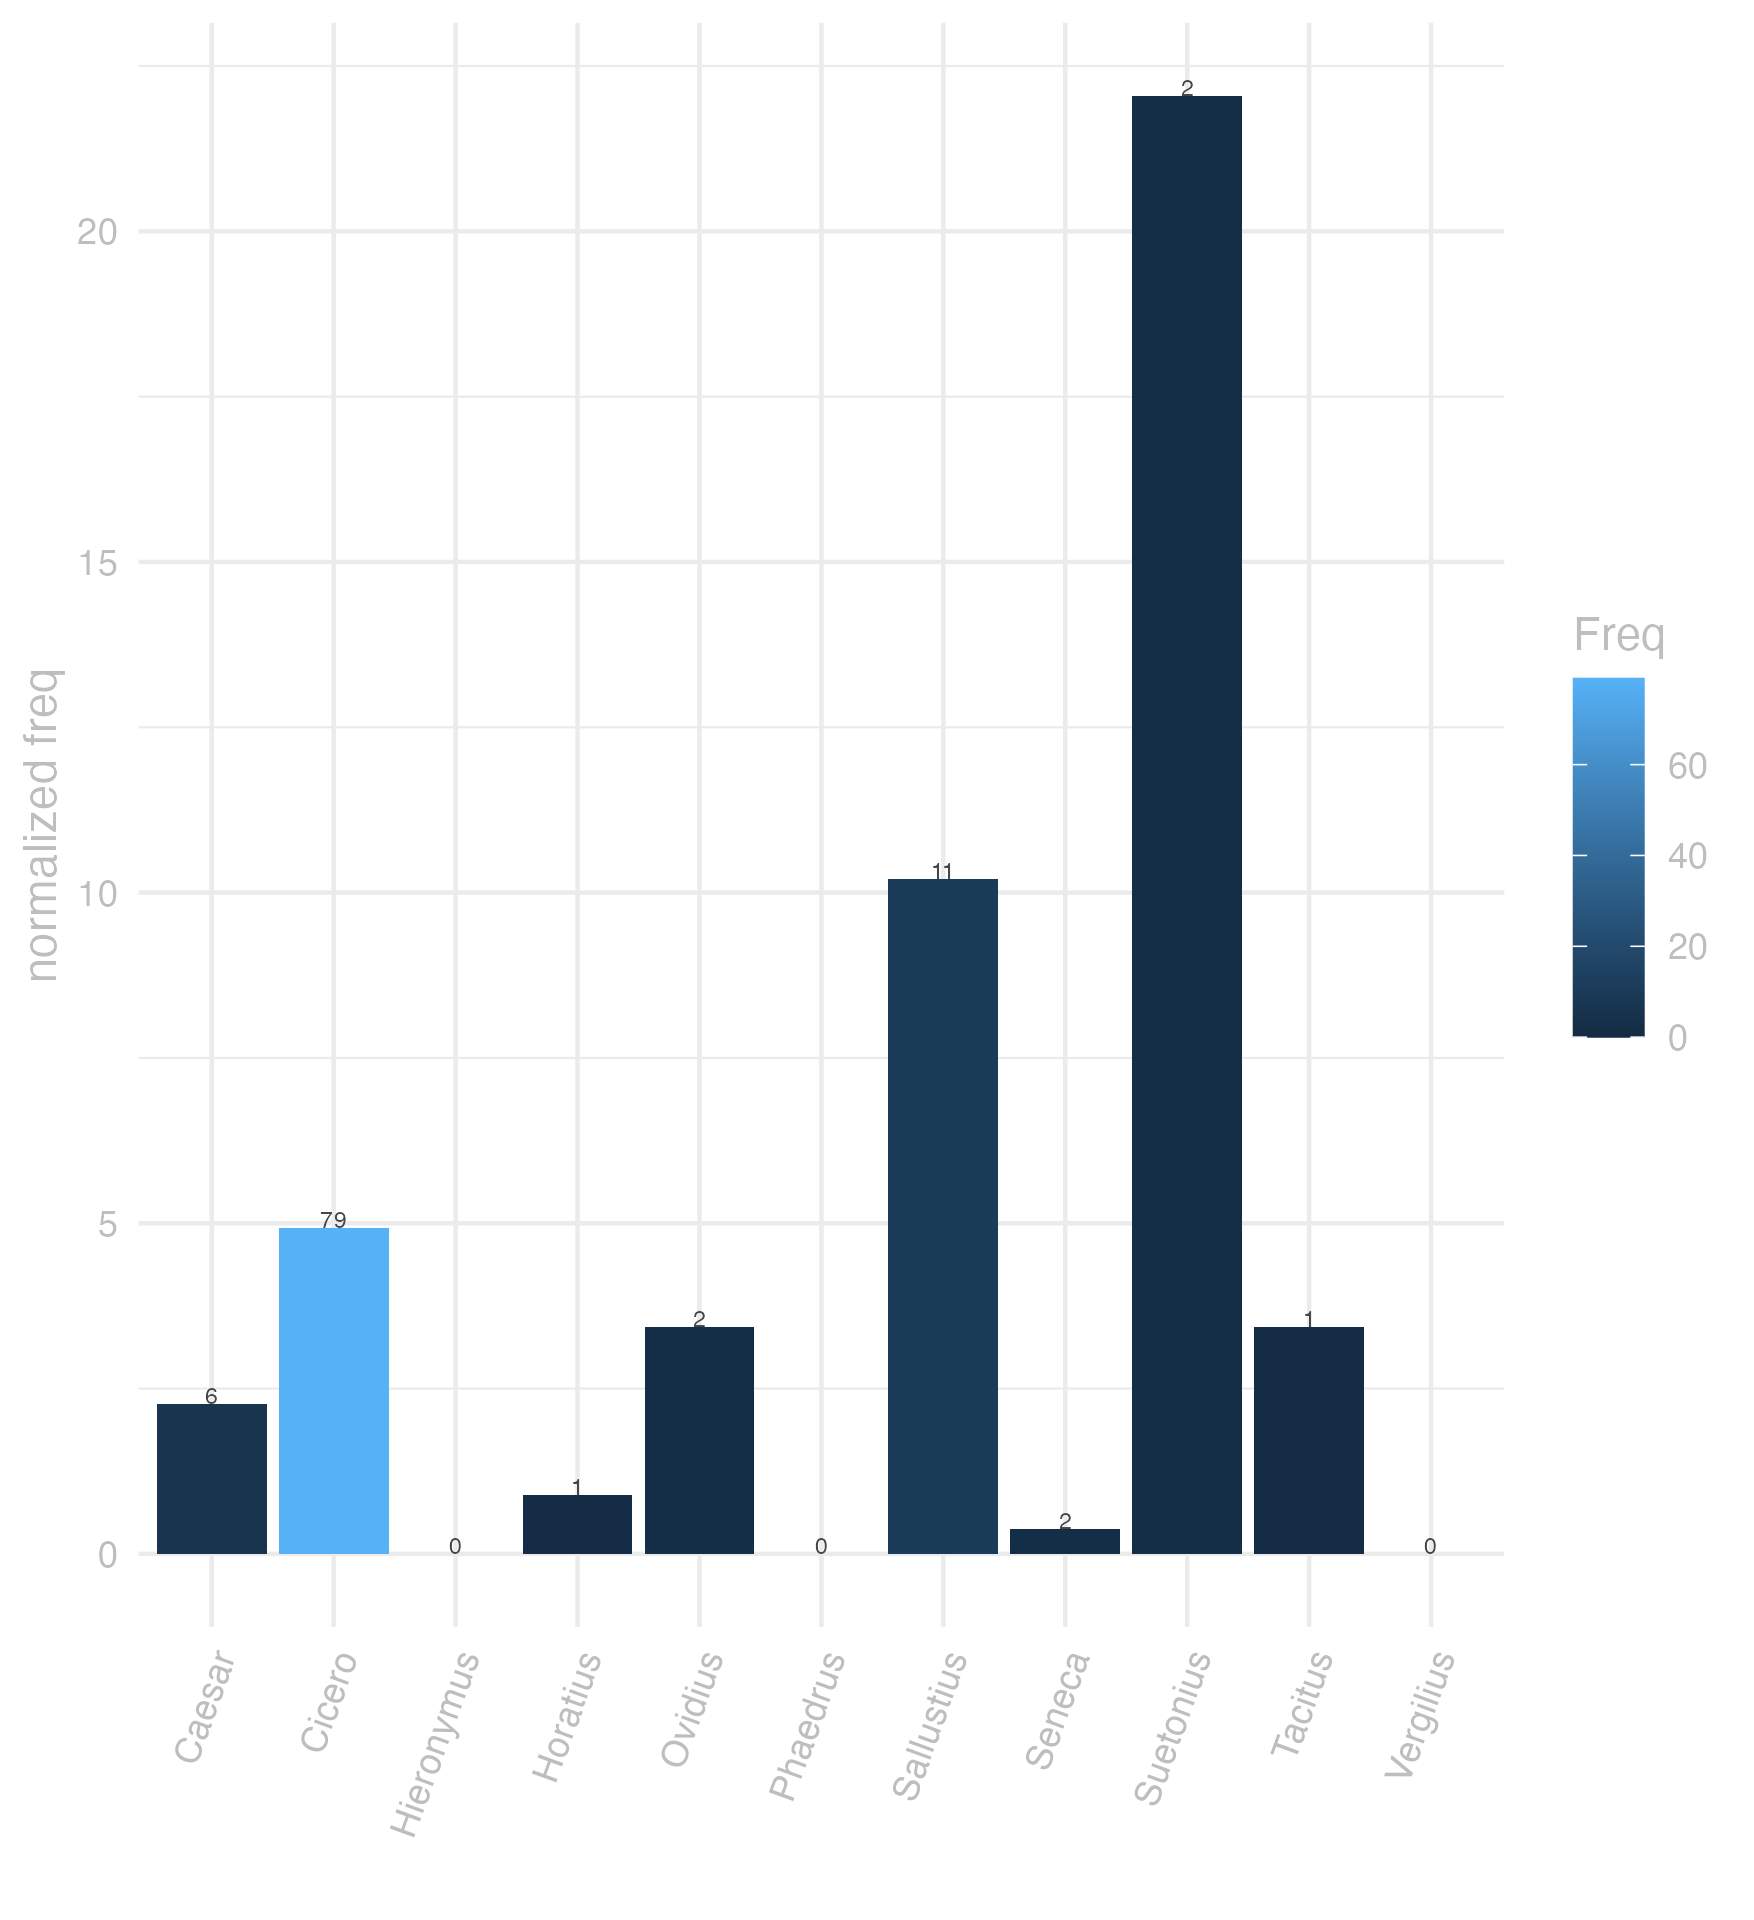 normalized freq
20
15
10
5
0
2
11
79
2
1
6
1
2
0
0
0
Caesar
Cicero
Hieronymus
Horatius
Ovidius
Phaedrus
Sallustius
Seneca
Suetonius
Tacitus
Vergilius
Freq
60
40
20
0